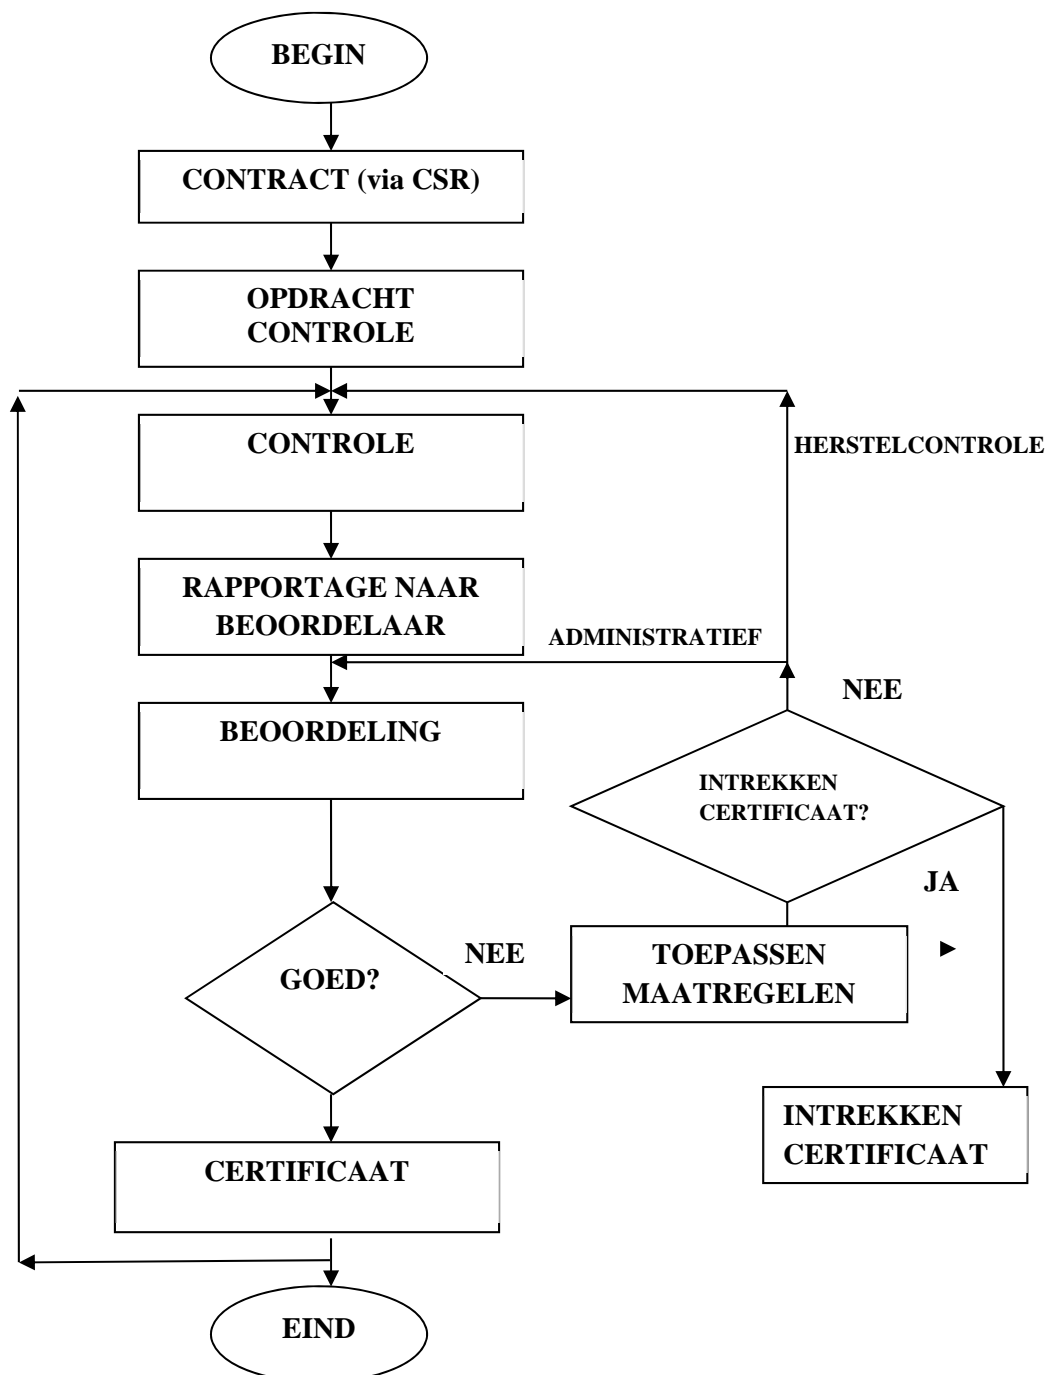 BEGIN
CONTRACT (via CSR)
OPDRACHT
CONTROLE
CONTROLE
HERSTELCONTROLE
RAPPORTAGE NAAR
BEOORDELAAR
ADMINISTRATIEF
BEOORDELING
NEE
INTREKKEN
CERTIFICAAT?
JA
GOED?
NEE
TOEPASSEN
MAATREGELEN
INTREKKEN
CERTIFICAAT
CERTIFICAAT
EIND